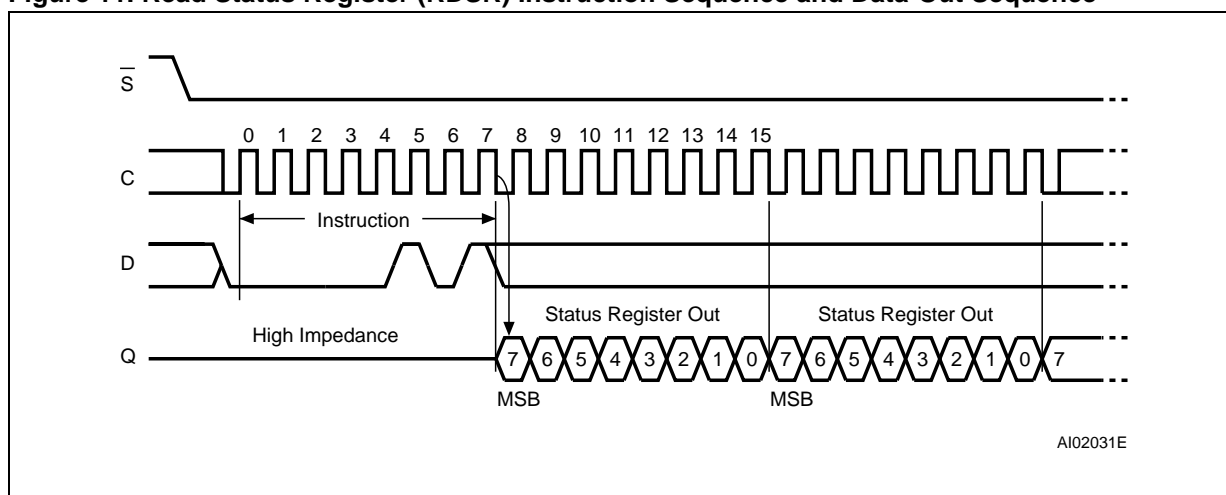 Figure 11. Read Status Register (RDSR) Instruction Sequence and Data-Out Sequence
S
0 1 2 3 4 5 6 7 8 9 10 11 12 13 14 15
C
Instruction
D
Status Register Out Status Register Out
High Impedance
Q 7 6 5 4 3 2 1 0 7 6 5 4 3 2 1 0 7
MSB MSB
AI02031E